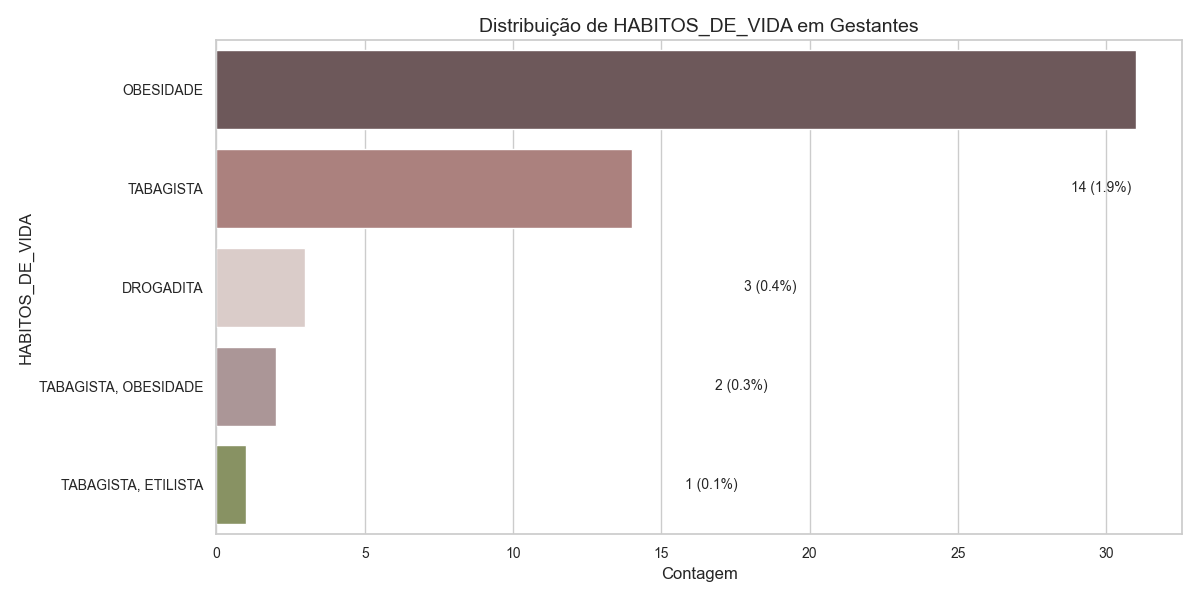 Distribuição de HABITOS_DE_VIDA em Gestantes
HABITOS_DE_VIDA
OBESIDADE
TABAGISTA
14 (1.9%)
DROGADITA
3 (0.4%)
TABAGISTA, OBESIDADE
2 (0.3%)
TABAGISTA, ETILISTA
1 (0.1%)
0 5 10 15 20 25 30
Contagem